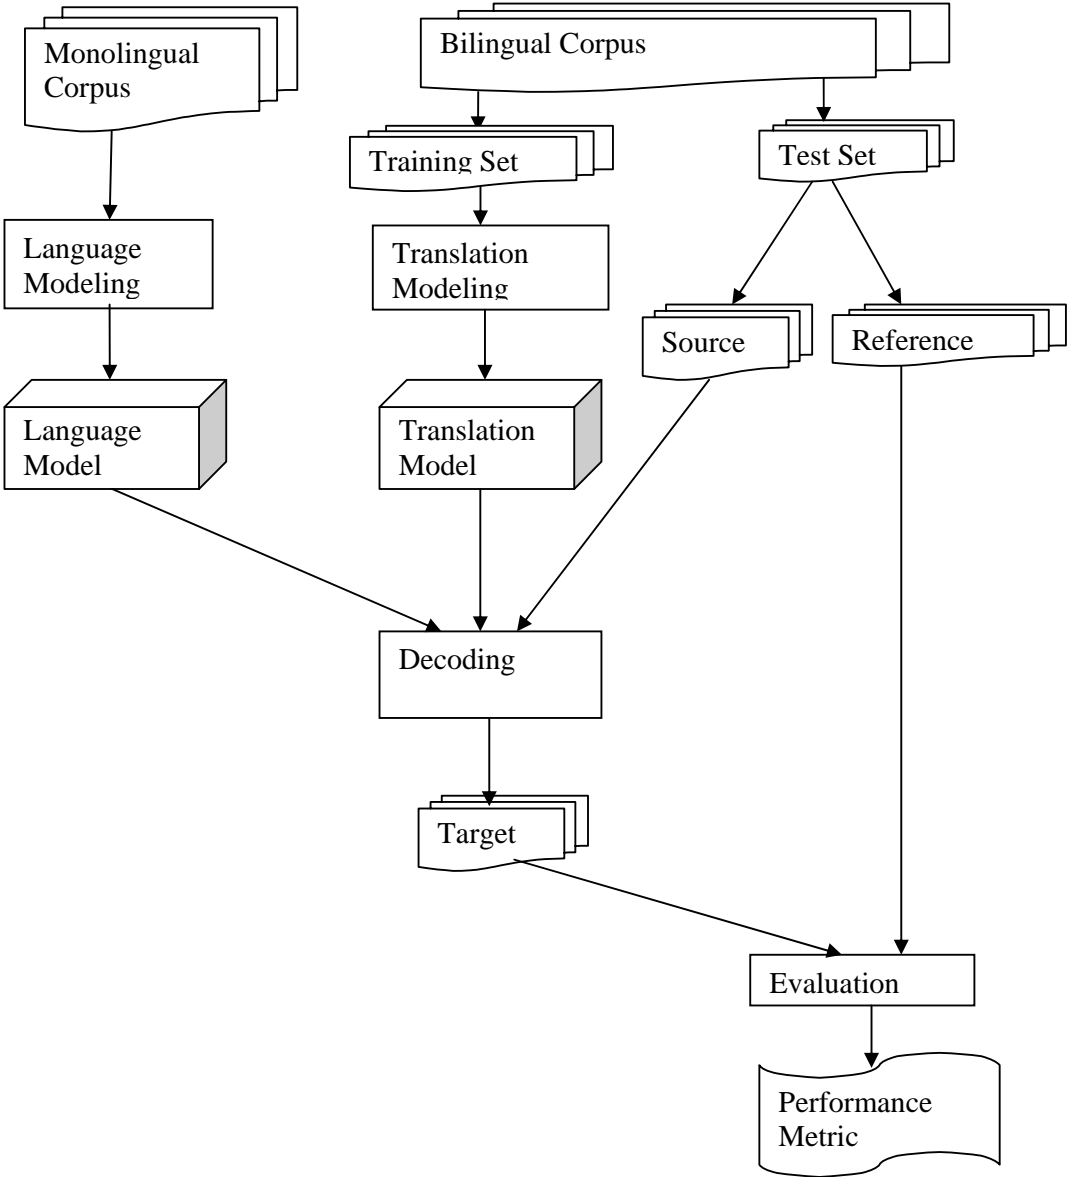 Monolingual
Corpus
Bilingual Corpus
Training Set
Test Set
Language
Modeling
Translation
Modeling
Source
Reference
Language
Model
Translation
Model
Decoding
Target
Evaluation
Performance
Metric